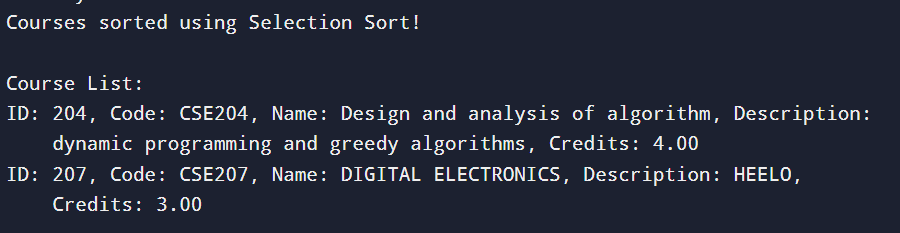 Courses sorted using Selection Sort!
Course List:
ID: 204, Code: CSE204, Name: Design and analysis of algorithm, Description:
dynamic programming and greedy algorithms, Credits: 4.00
ID: 207, Code: CSE207, Name: DIGITAL ELECTRONICS, Description: HEELO,
Credits: 3.00